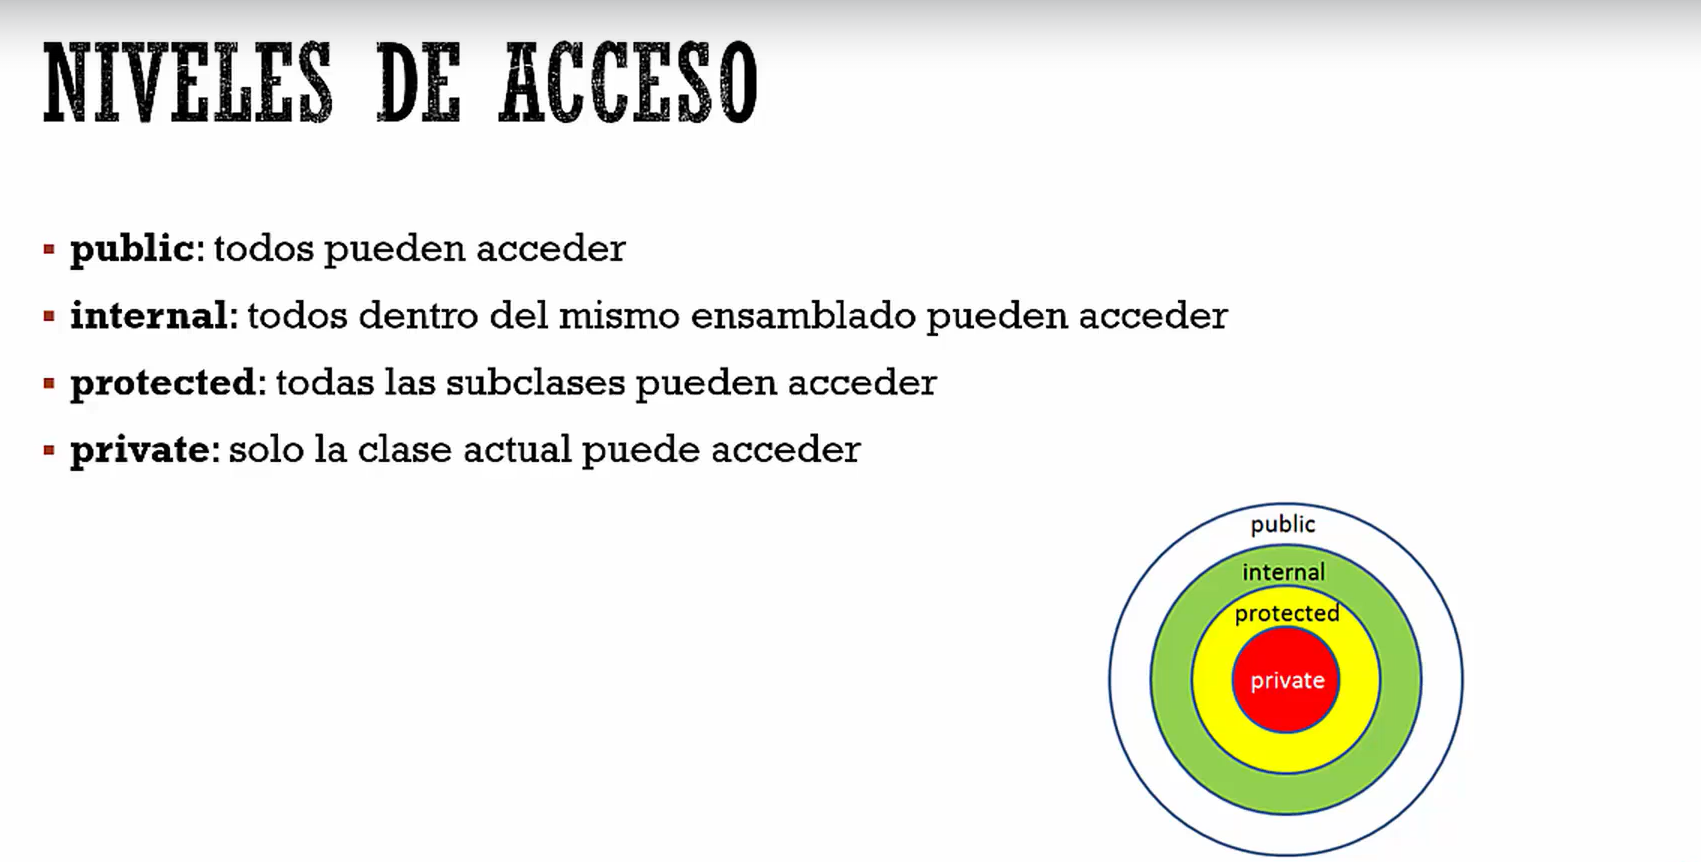 NIVELES DE ACCESO
▪ public: todos pueden acceder
▪ internal: todos dentro del mismo ensamblado pueden acceder
▪ protected: todas las subclases pueden acceder
▪ private: solo la clase actual puede acceder
public
internal
protected
private